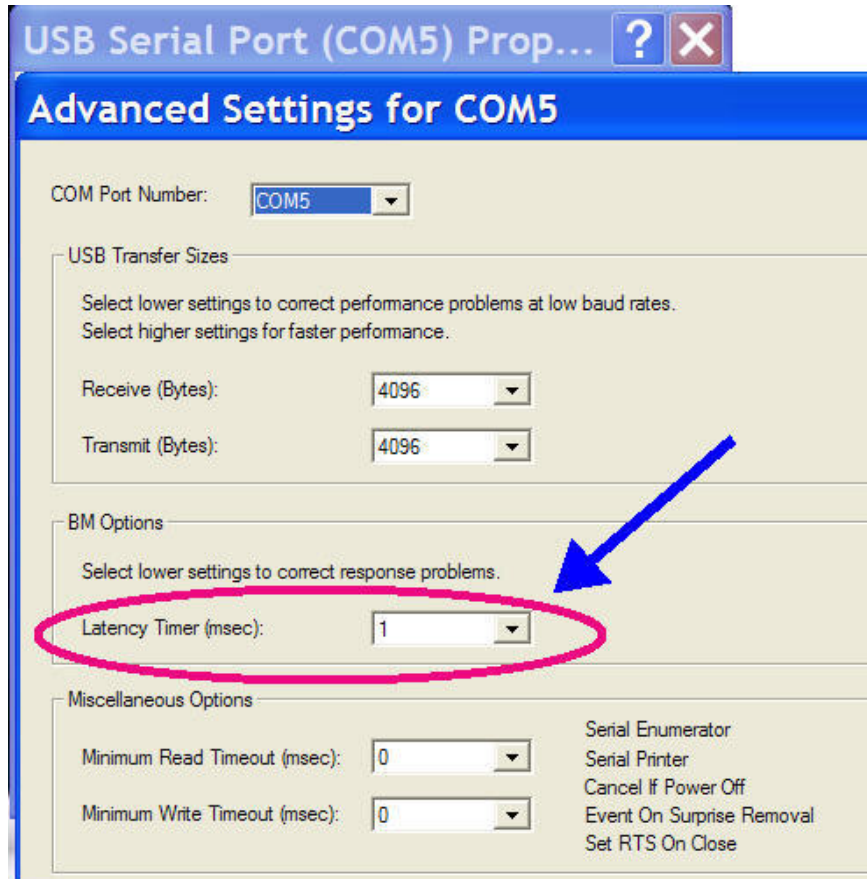 USB Serial Port (COM5) Prop... ? X
Advanced Settings for COM5
COM Port Number: COM5
USB Transfer Sizes
Select lower settings to correct performance problems at low baud rates.
Select higher settings for faster performance.
Receive (Bytes): 4096
Transmit (Bytes): 4096
BM Options
Select lower settings to correct response problems.
Latency Timer (msec): 1
Miscellaneous Options
Minimum Read Timeout (msec): 0
Minimum Write Timeout (msec): 0
Serial Enumerator
Serial Printer
Cancel If Power Off
Event On Surprise Removal
Set RTS On Close